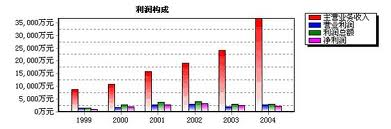 利润构成
35,000万元
30,000万元
25,000万元
20,000万元
15,000万元
10,000万元
5,000万元
0万元
1999
2000
2001
2002
2003
2004
主营业务收入
营业利润
利润总额
净利润